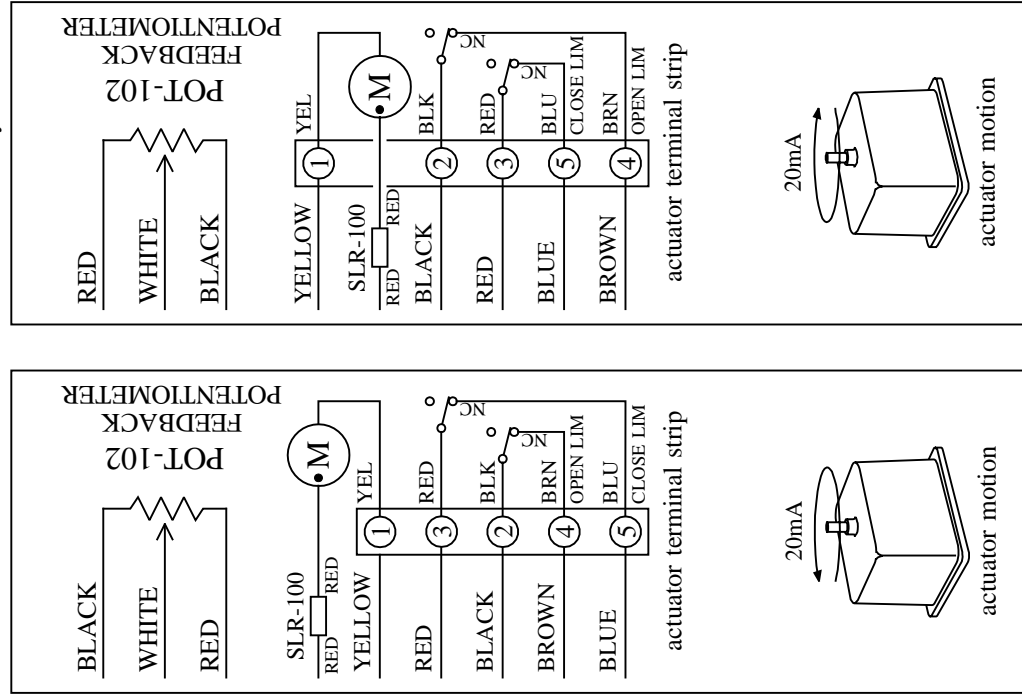 POT-102
FEEDBACK
POTENTIOMETER
BLACK
WHITE
RED
SLR-100
RED RED
YELLOW 1 YEL
RED 3 RED
NC
BLACK 2 BLK
NC
BROWN 4 BRN
OPEN LIM
BLUE 5 BLU
CLOSE LIM
M
actuator terminal strip
20mA
actuator motion
POT-102
FEEDBACK
POTENTIOMETER
RED
WHITE
BLACK
YELLOW 1 YEL
SLR-100
RED RED
M
BLACK 2 BLK
NC
RED 3 RED
NC
BLUE 5 BLU
CLOSE LIM
BROWN 4 BRN
OPEN LIM
actuator terminal strip
20mA
actuator motion